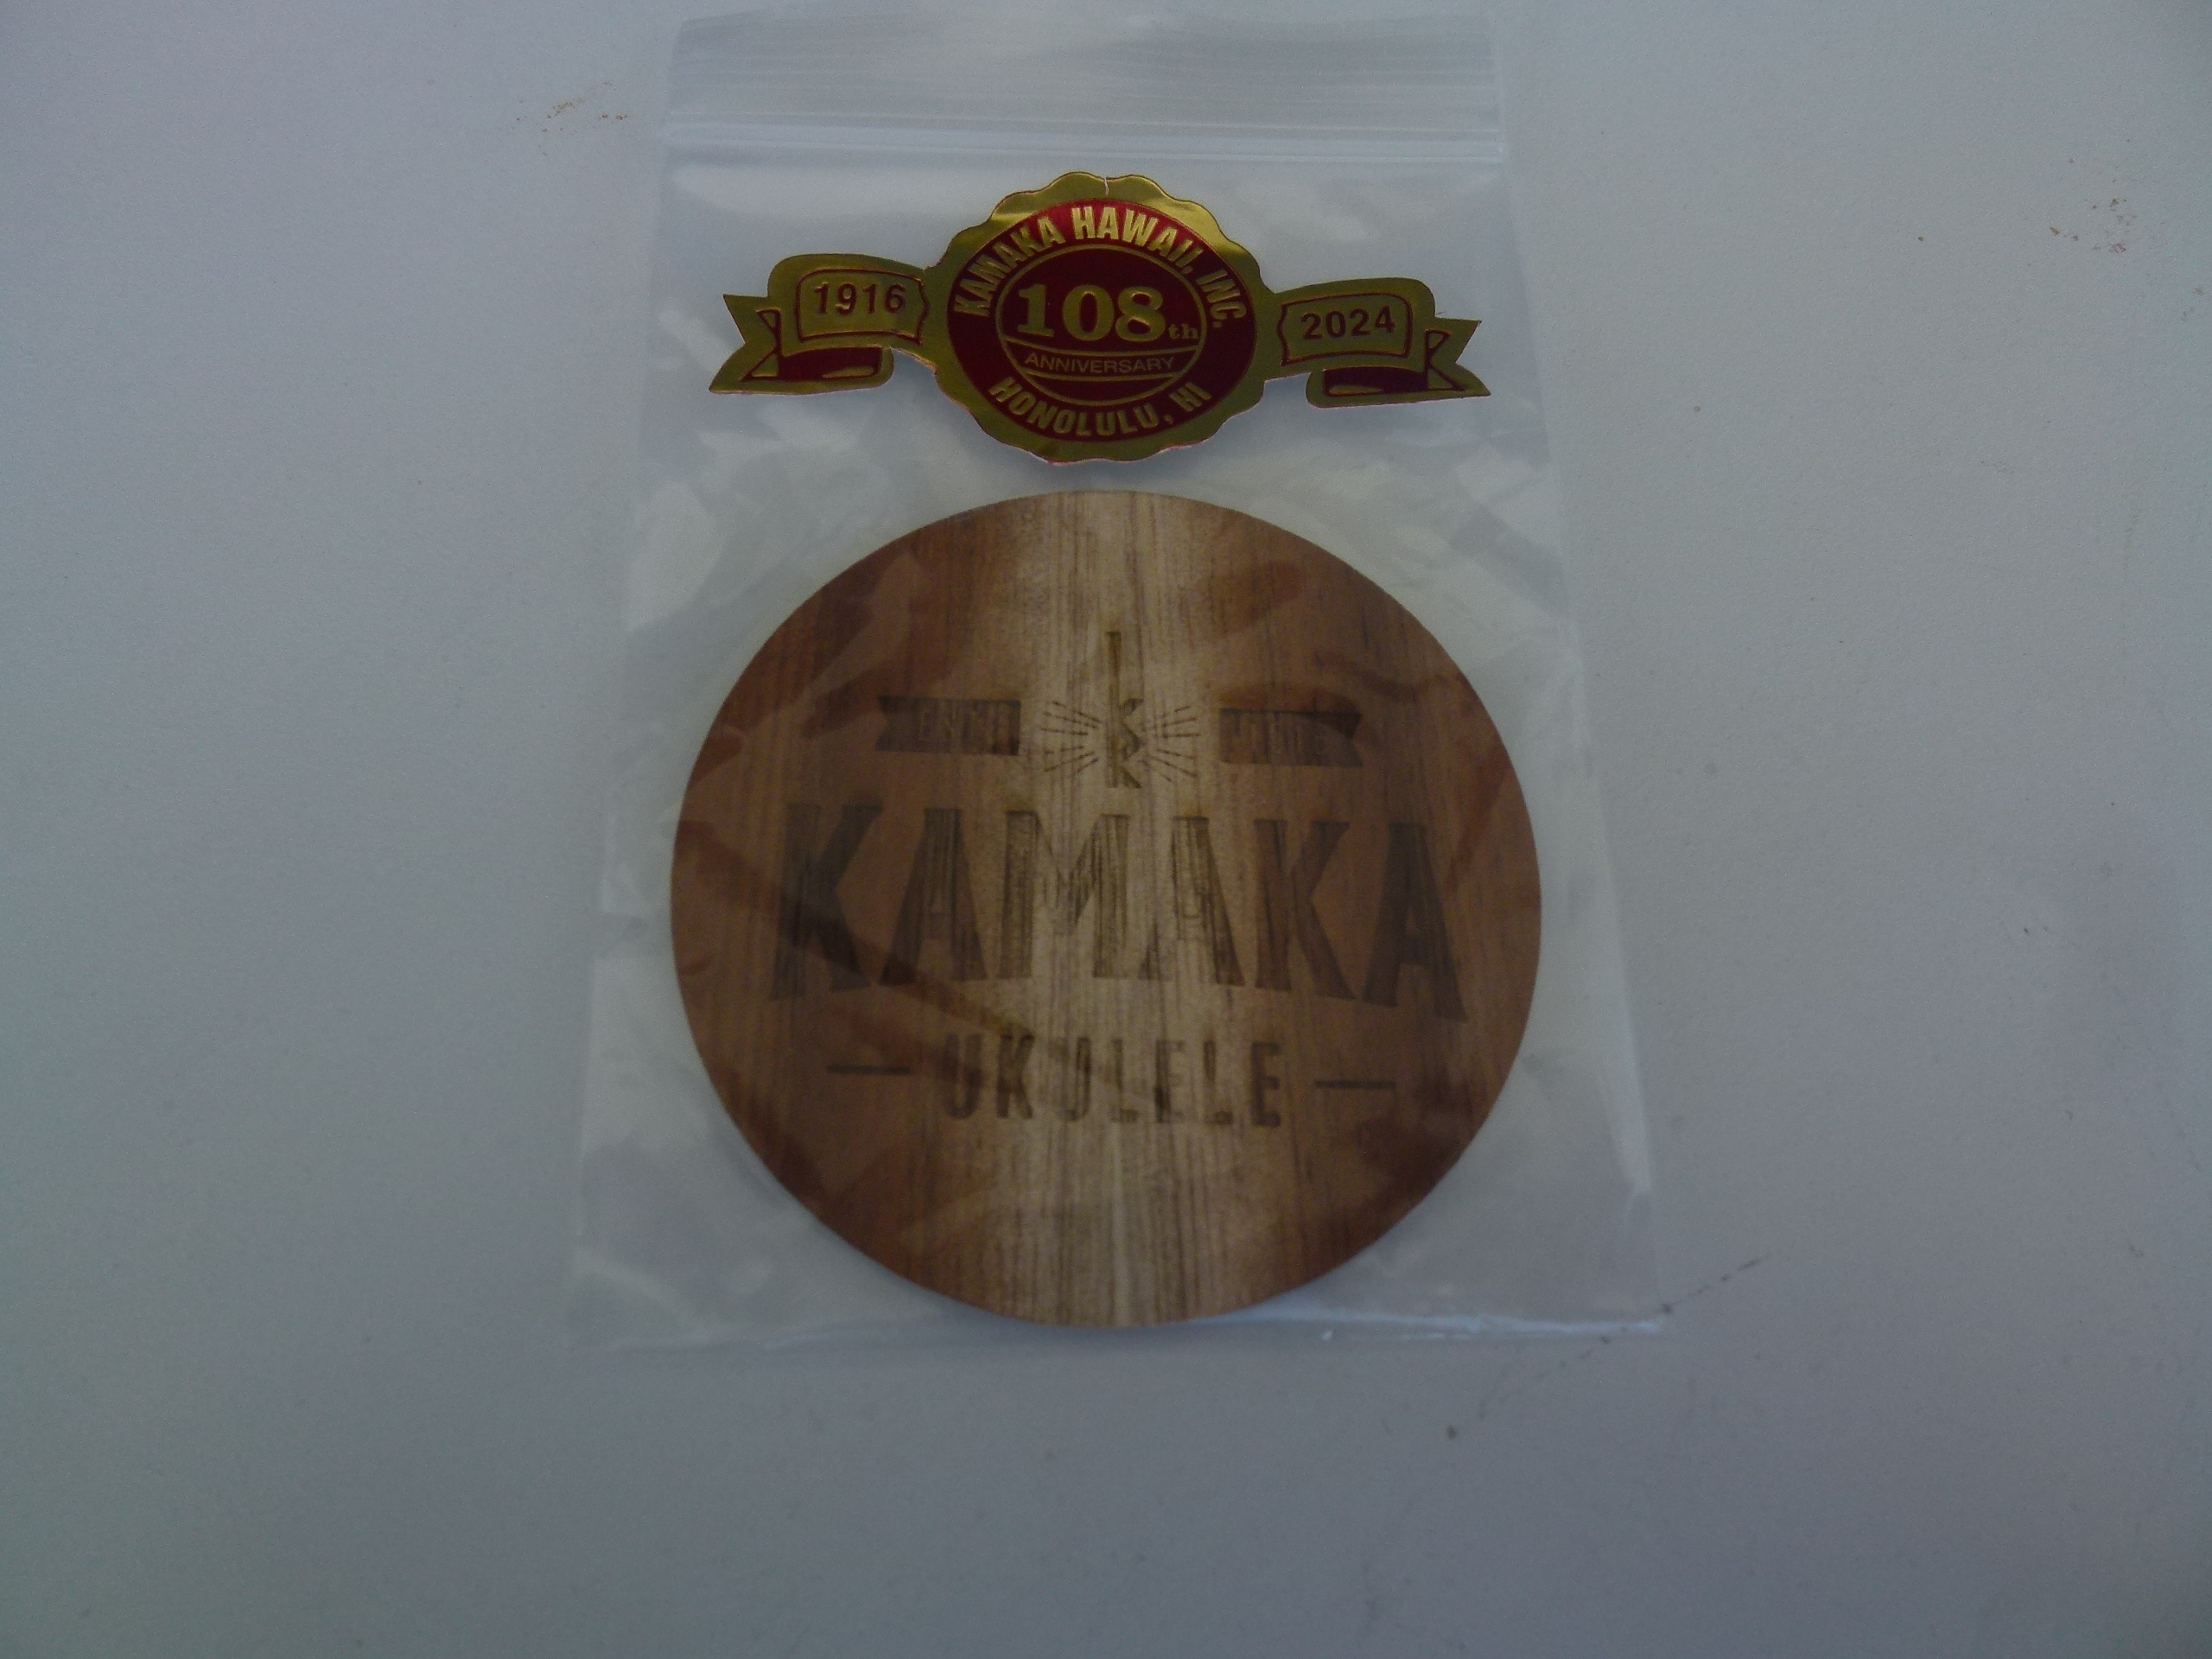 KAMAKA HAWAII, INC.
1916
108th
2024
ANNIVERSARY
HONOLULU, HI
KAMAKA
UKULELE